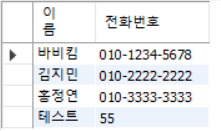 이름 전화번호
바비킴 010-1234-5678
김지민 010-2222-2222
홍정연 010-3333-3333
테스트 55